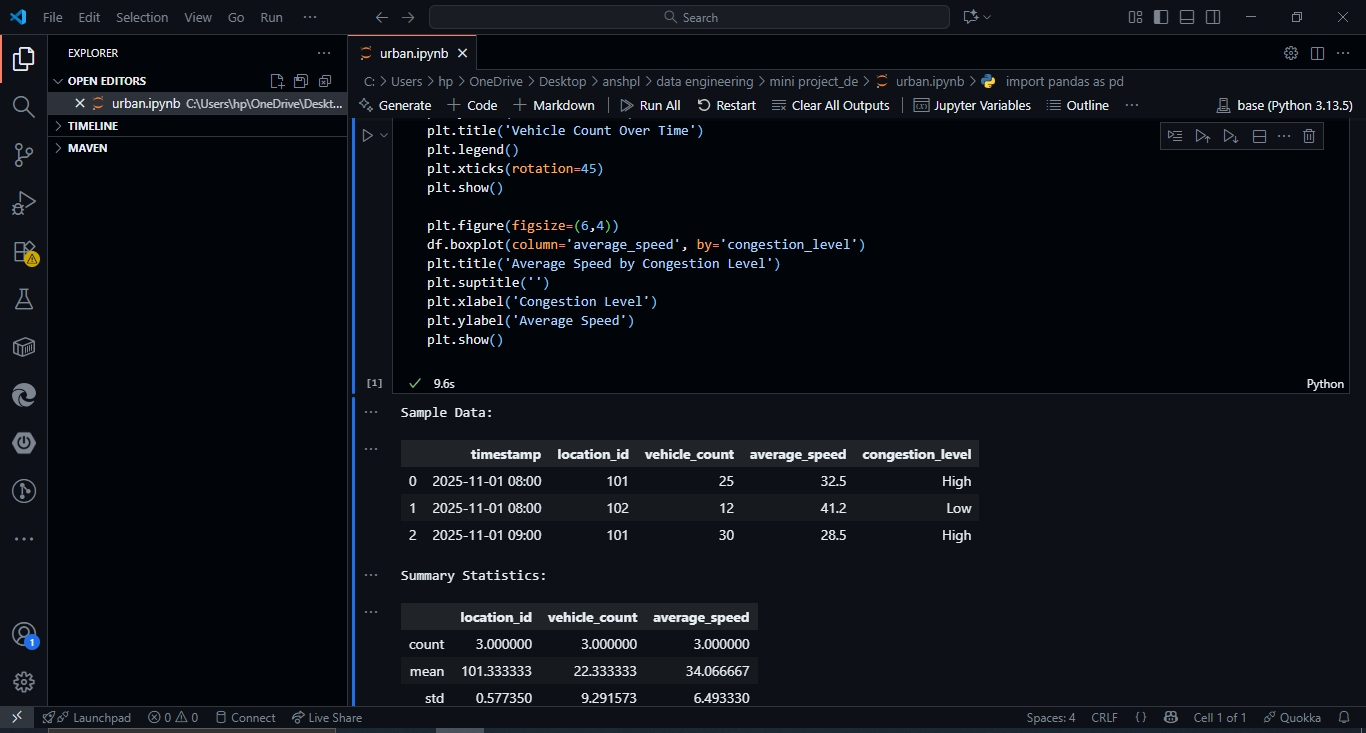 File Edit Selection View Go Run ··· Search
EXPLORER ···
OPEN EDITORS
urban.ipynb C:\Users\hp\OneDrive\Deskt...
TIMELINE
MAVEN
urban.ipynb
C: > Users > hp > OneDrive > Desktop > anshpl > data engineering > mini project_de > urban.ipynb > import pandas as pd
Generate + Code + Markdown Run All Restart Clear All Outputs Jupyter Variables Outline ··· base (Python 3.13.5)
plt.title('Vehicle Count Over Time')
plt.legend()
plt.xticks(rotation=45)
plt.show()
plt.figure(figsize=(6,4))
df.boxplot(column='average_speed', by='congestion_level')
plt.title('Average Speed by Congestion Level')
plt.suptitle('')
plt.xlabel('Congestion Level')
plt.ylabel('Average Speed')
plt.show()
[1] 9.6s Python
Sample Data:
timestamp location_id vehicle_count average_speed congestion_level
0 2025-11-01 08:00 101 25 32.5 High
1 2025-11-01 08:00 102 12 41.2 Low
2 2025-11-01 09:00 101 30 28.5 High
Summary Statistics:
location_id vehicle_count average_speed
count 3.000000 3.000000 3.000000
mean 101.333333 22.333333 34.066667
std 0.577350 9.291573 6.493330
1
Launchpad 0 0 Connect Live Share Spaces: 4 CRLF {} Cell 1 of 1 Quokka